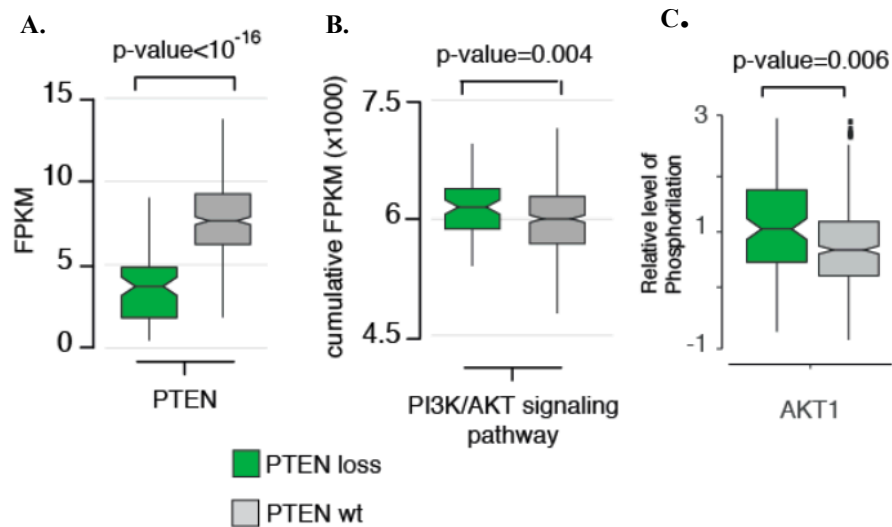 A.
p-value<10^-16
FPKM
15
10
5
0
PTEN
B.
p-value=0.004
cumulative FPKM (x1000)
7.5
6
4.5
PI3K/AKT signaling
pathway
C.
p-value=0.006
Relative level of
Phosphorilation
3
1
-1
AKT1
PTEN loss
PTEN wt